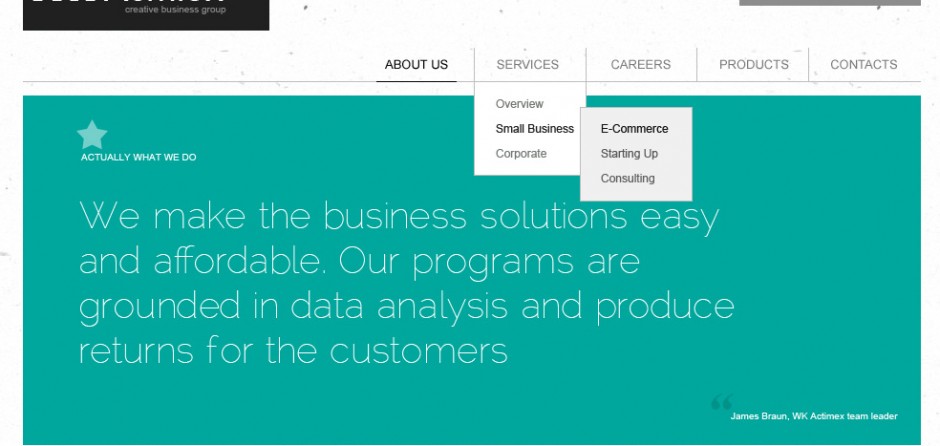 creative business group
ABOUT US
SERVICES
CAREERS
PRODUCTS
CONTACTS
Overview
Small Business
Corporate
E-Commerce
Starting Up
Consulting
ACTUALLY WHAT WE DO
We make the business solutions easy
and affordable. Our programs are
grounded in data analysis and produce
returns for the customers
“
James Braun, WK Actimex team leader